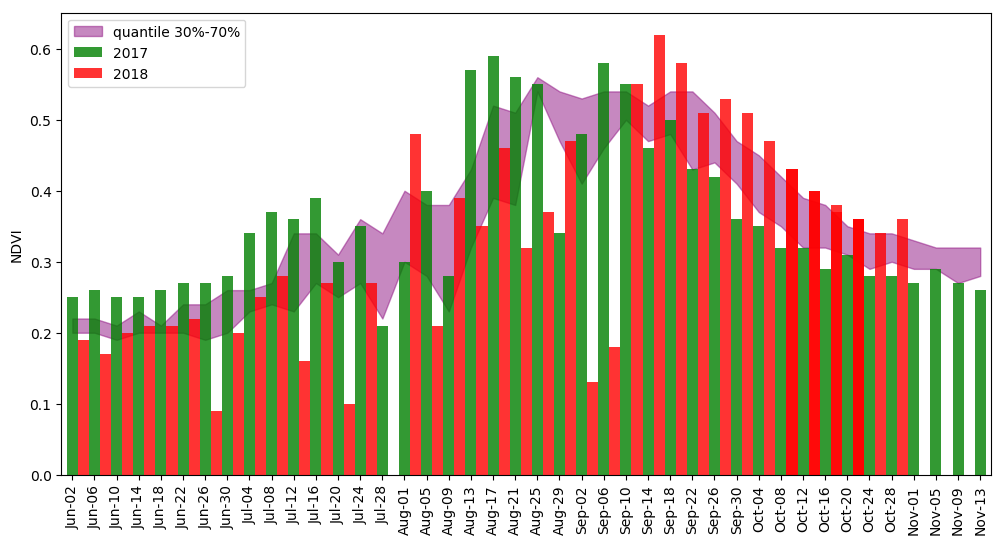 quantile 30%-70%
2017
2018
NDVI
0.6
0.5
0.4
0.3
0.2
0.1
0.0
Jun-02
Jun-06
Jun-10
Jun-14
Jun-18
Jun-22
Jun-26
Jun-30
Jul-04
Jul-08
Jul-12
Jul-16
Jul-20
Jul-24
Jul-28
Aug-01
Aug-05
Aug-09
Aug-13
Aug-17
Aug-21
Aug-25
Aug-29
Sep-02
Sep-06
Sep-10
Sep-14
Sep-18
Sep-22
Sep-26
Sep-30
Oct-04
Oct-08
Oct-12
Oct-16
Oct-20
Oct-24
Oct-28
Nov-01
Nov-05
Nov-09
Nov-13